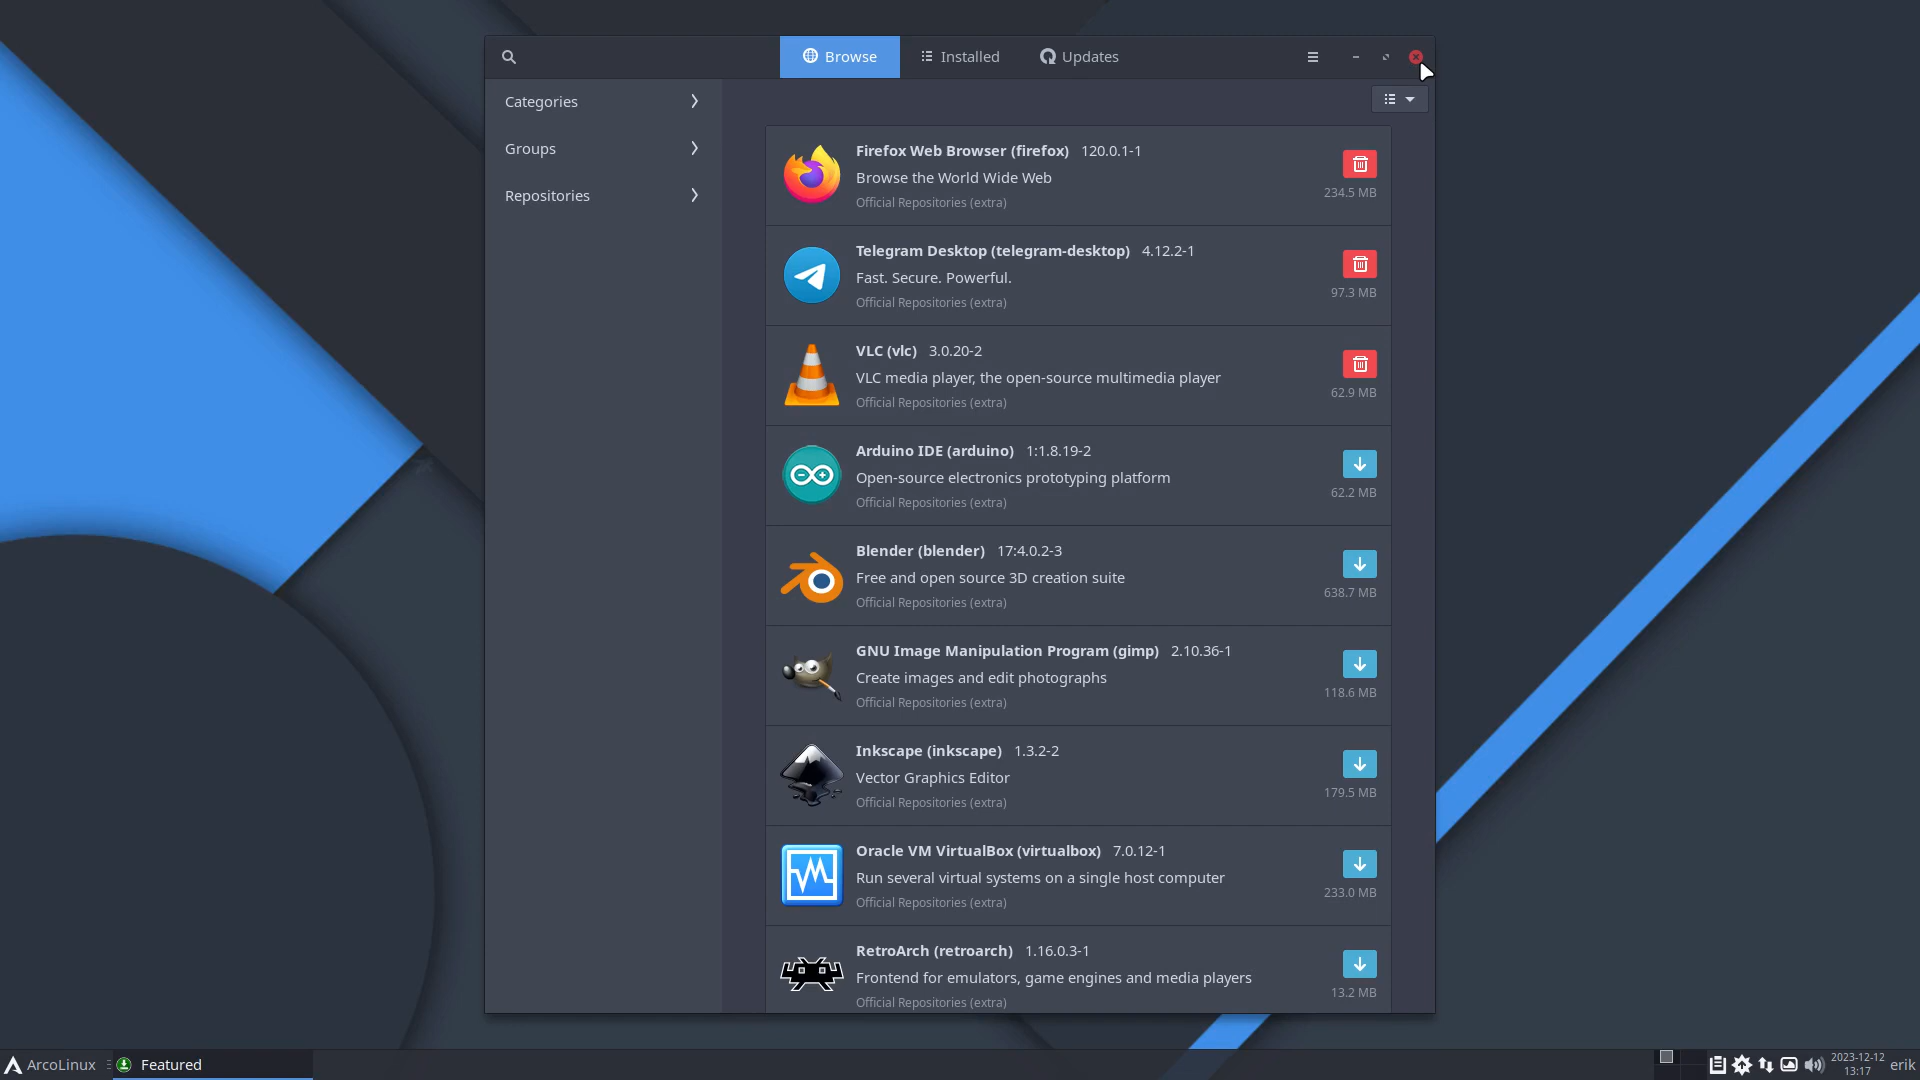 Browse
Installed
Updates
Categories
Groups
Repositories
Firefox Web Browser (firefox) 120.0.1-1
Browse the World Wide Web
Official Repositories (extra)
234.5 MB
Telegram Desktop (telegram-desktop) 4.12.2-1
Fast. Secure. Powerful.
Official Repositories (extra)
97.3 MB
VLC (vlc) 3.0.20-2
VLC media player, the open-source multimedia player
Official Repositories (extra)
62.9 MB
Arduino IDE (arduino) 1:1.8.19-2
Open-source electronics prototyping platform
Official Repositories (extra)
62.2 MB
Blender (blender) 17:4.0.2-3
Free and open source 3D creation suite
Official Repositories (extra)
638.7 MB
GNU Image Manipulation Program (gimp) 2.10.36-1
Create images and edit photographs
Official Repositories (extra)
118.6 MB
Inkscape (inkscape) 1.3.2-2
Vector Graphics Editor
Official Repositories (extra)
179.5 MB
Oracle VM VirtualBox (virtualbox) 7.0.12-1
Run several virtual systems on a single host computer
Official Repositories (extra)
233.0 MB
RetroArch (retroarch) 1.16.0.3-1
Frontend for emulators, game engines and media players
Official Repositories (extra)
13.2 MB
ArcoLinux
Featured
2023-12-12
13:17
erik